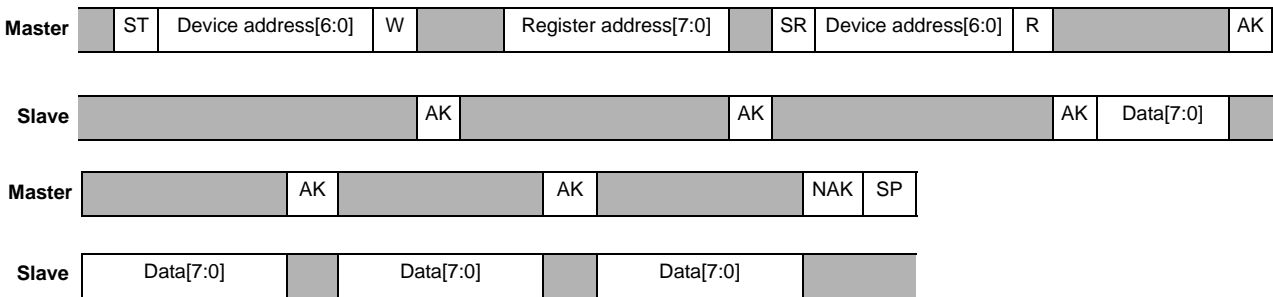 Master ST Device address[6:0] W Register address[7:0] SR Device address[6:0] R AK
Slave AK AK AK Data[7:0]
Master AK AK NAK SP
Slave Data[7:0] Data[7:0] Data[7:0]